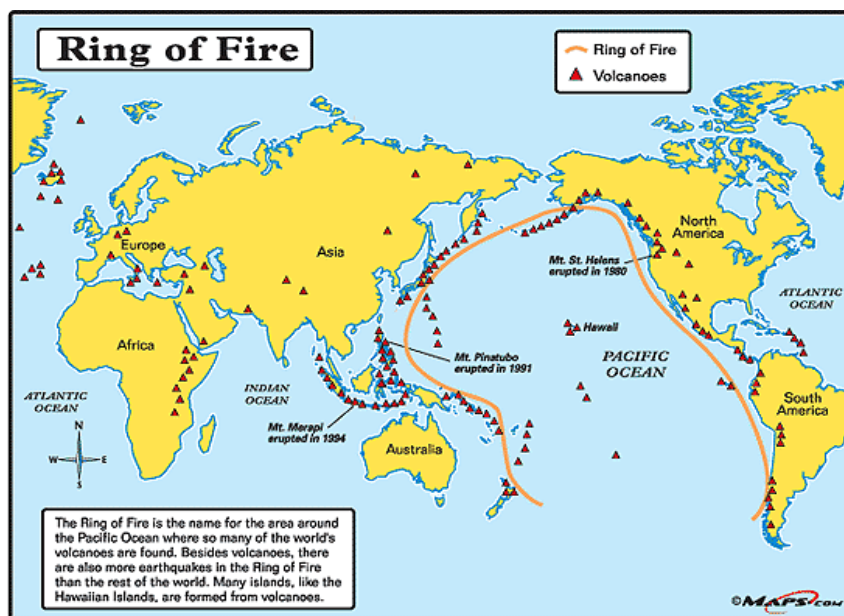 Ring of Fire
Ring of Fire
Volcanoes
Europe
Asia
North
America
Mt. St. Helens
erupted in 1980
ATLANTIC
OCEAN
Africa
Hawaii
Mt. Pinatubo
erupted in 1991
PACIFIC
OCEAN
ATLANTIC
OCEAN
INDIAN
OCEAN
South
America
Mt. Merapi
erupted in 1994
Australia
N
W
E
S
The Ring of Fire is the name for the area around
the Pacific Ocean where so many of the world's
volcanoes are found. Besides volcanoes, there
are also more earthquakes in the Ring of Fire
than the rest of the world. Many islands, like the
Hawaiian Islands, are formed from volcanoes.
©MAPS.COM